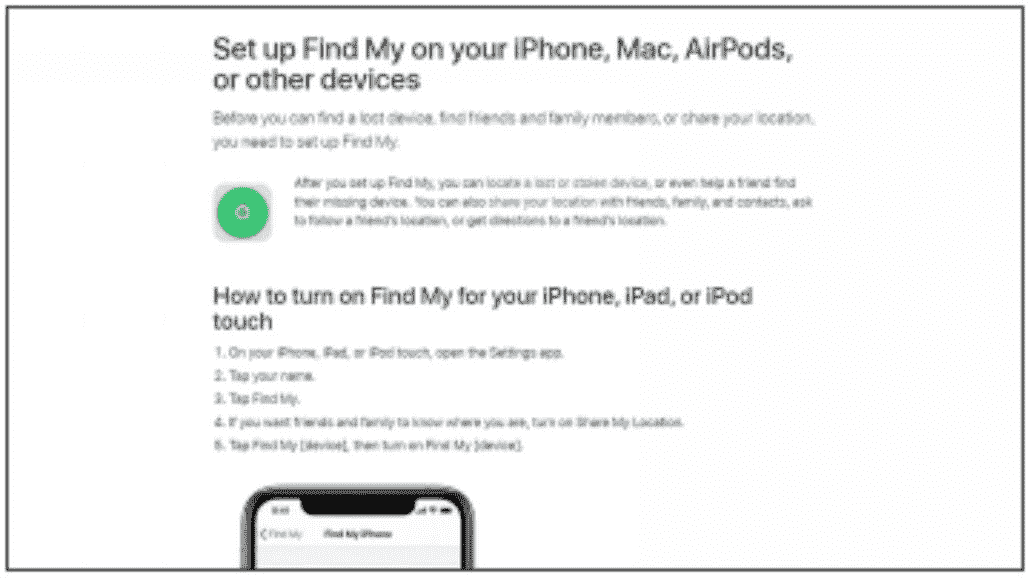 Set up Find My on your iPhone, Mac, AirPods,
or other devices
Before you can find a lost device, find friends and family members, or share your location,
you need to set up Find My.
After you set up Find My, you can locate a lost or stolen device, or even help a friend find
their missing device. You can also share your location with friends, family, and contacts, ask
to follow a friend's location, or get directions to a friend's location.
How to turn on Find My for your iPhone, iPad, or iPod
touch
1. On your iPhone, iPad, or iPod touch, open the Settings app.
2. Tap your name.
3. Tap Find My.
4. If you want friends and family to know where you are, turn on Share My Location.
5. Tap Find My [device], then turn on Find My [device].
Find My Find My iPhone